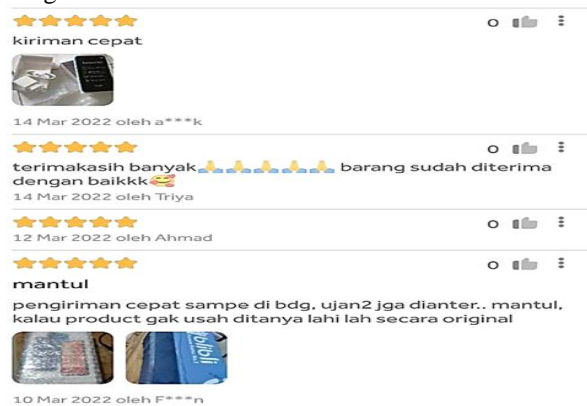 0
kiriman cepat
14 Mar 2022 oleh a***k
0
terimakasih banyak🙏🙏🙏🙏🙏 barang sudah diterima
dengan baikkk🥰
14 Mar 2022 oleh Triya
0
12 Mar 2022 oleh Ahmad
0
mantul
pengiriman cepat sampe di bdg, ujan2 jga dianter.. mantul,
kalau product gak usah ditanya lahi lah secara original
blibli
10 Mar 2022 oleh F***n